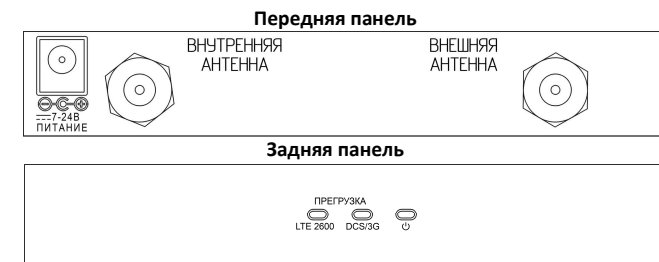 Передняя панель
ВНУТРЕННЯЯ
АНТЕННА
ВНЕШНЯЯ
АНТЕННА
7-24В
ПИТАНИЕ
Задняя панель
ПРЕГРУЗКА
LTE 2600 DCS/3G